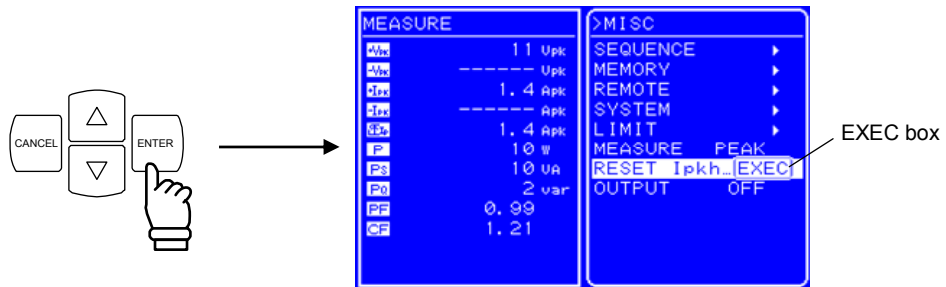 CANCEL
ENTER
MEASURE
+VPK 11 Vpk
-VPK ------ Vpk
+IPK 1.4 Apk
-IPK ------ Apk
1.4 Apk
P 10 W
PS 10 VA
PQ 2 var
PF 0.99
CF 1.21
>MISC
SEQUENCE
MEMORY
REMOTE
SYSTEM
LIMIT
MEASURE PEAK
RESET Ipkh… EXEC
OUTPUT OFF
EXEC box